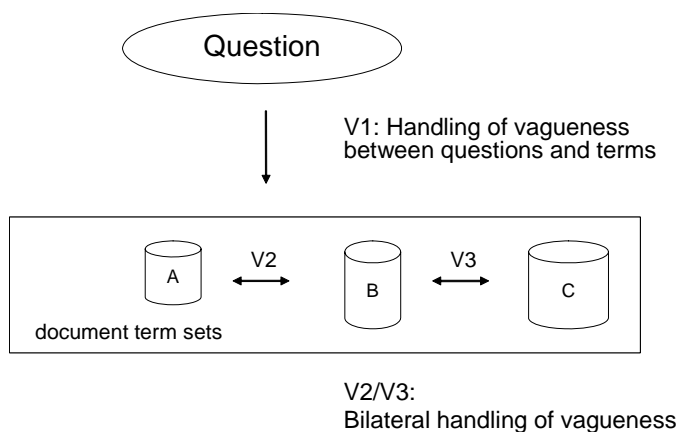 Question
V1: Handling of vagueness
between questions and terms
V2 V3
A B C
document term sets
V2/V3:
Bilateral handling of vagueness